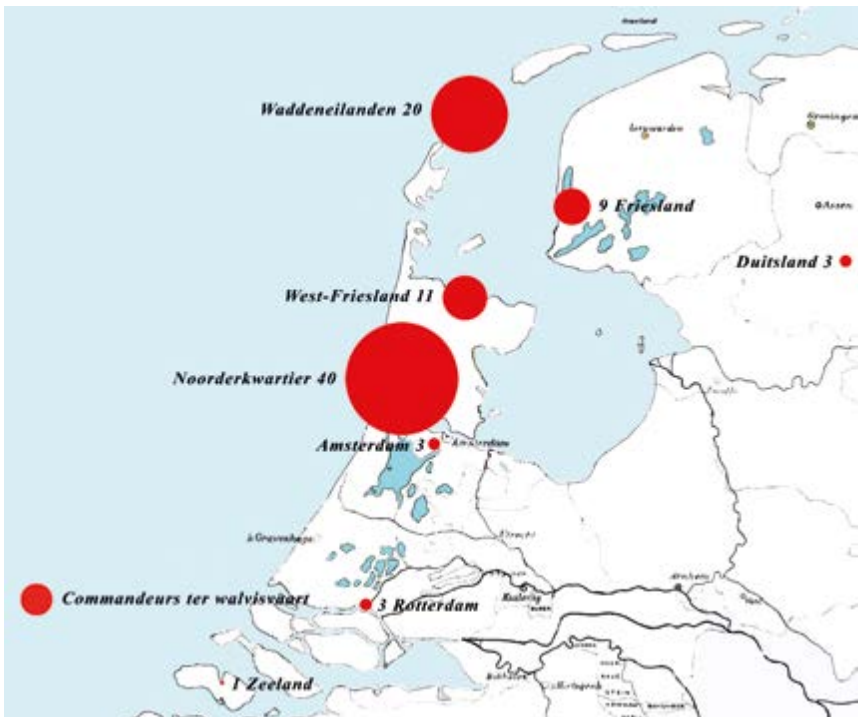 Waddeneilanden 20
Groningen
Leeuwarden
9 Friesland
Assen
Duitsland 3
West-Friesland 11
Noorderkwartier 40
Amsterdam 3
Amsterdam
Utrecht
Arnhem
Commandeurs ter walvisvaart
3 Rotterdam
1 Zeeland